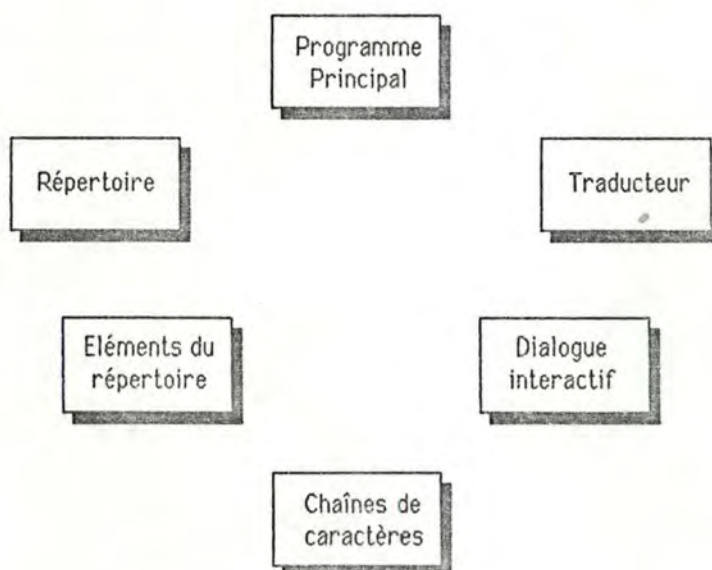 Programme
Principal
Répertoire
Traducteur
Eléments du
répertoire
Dialogue
interactif
Chaînes de
caractères